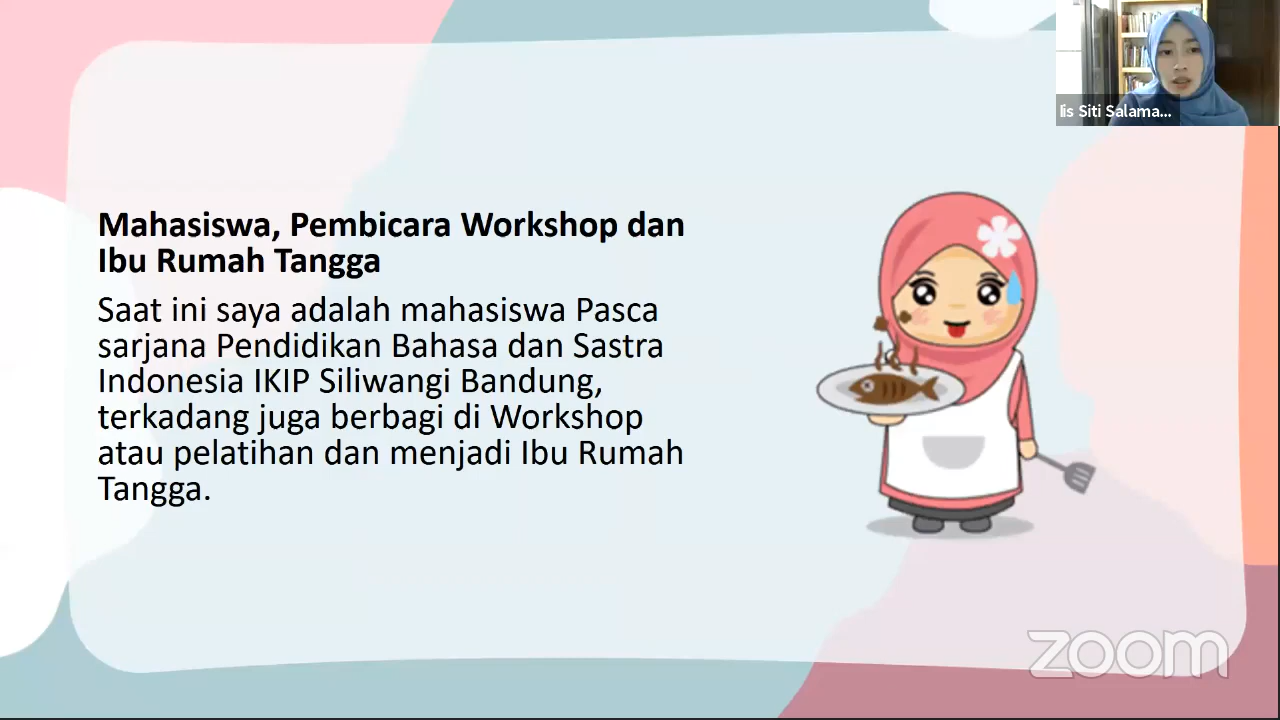 Iis Siti Salama...
Mahasiswa, Pembicara Workshop dan
Ibu Rumah Tangga
Saat ini saya adalah mahasiswa Pasca
sarjana Pendidikan Bahasa dan Sastra
Indonesia IKIP Siliwangi Bandung,
terkadang juga berbagi di Workshop
atau pelatihan dan menjadi Ibu Rumah
Tangga.
zoom